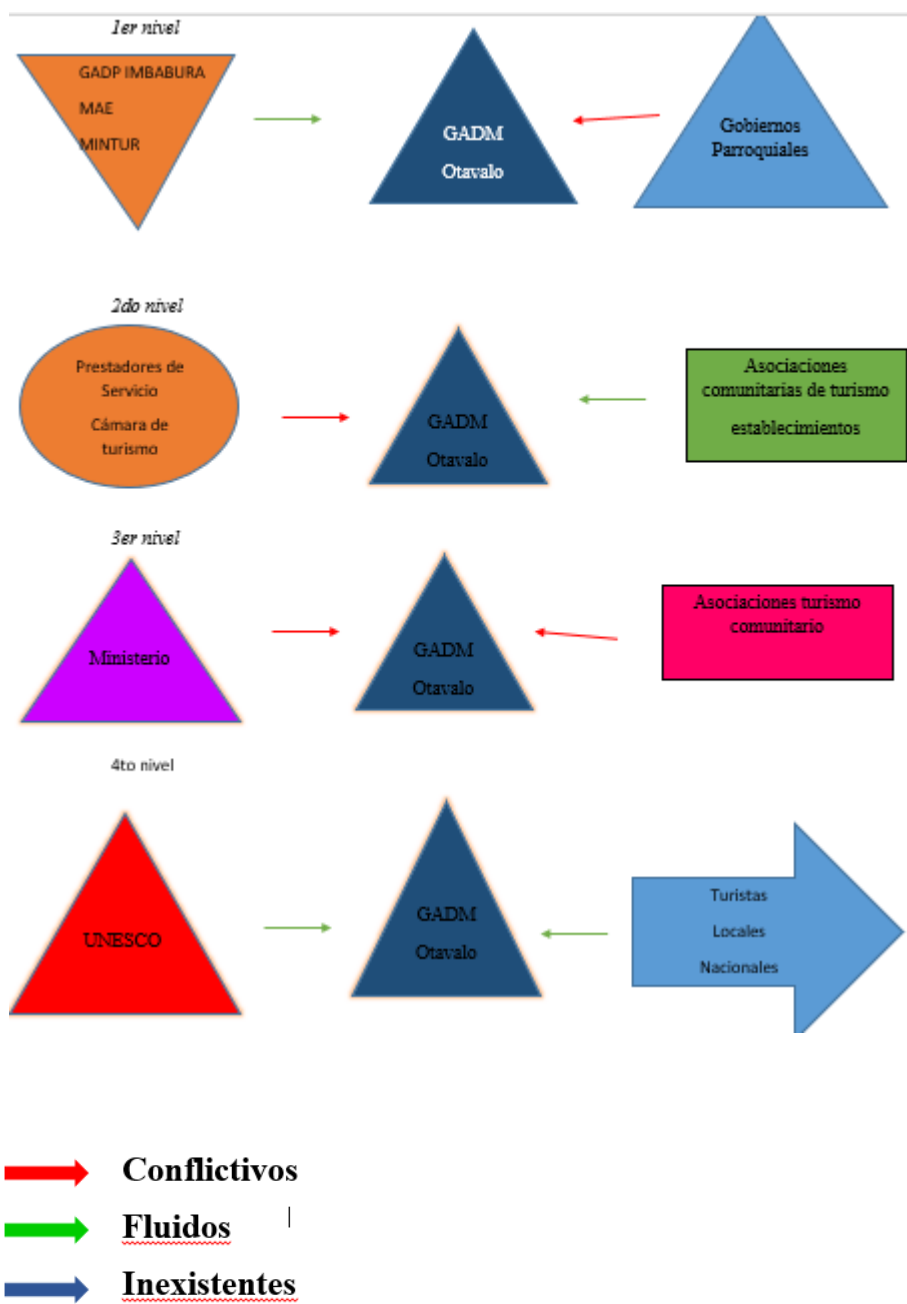 1er nivel
GADP IMBABURA
MAE
MINTUR
GADM
Otavalo
Gobiernos
Parroquiales
2do nivel
Prestadores de
Servicio
Cámara de
turismo
GADM
Otavalo
Asociaciones
comunitarias de turismo
establecimientos
3er nivel
Ministerio
GADM
Otavalo
Asociaciones turismo
comunitario
4to nivel
UNESCO
GADM
Otavalo
Turistas
Locales
Nacionales
Conflictivos
Fluidos
Inexistentes